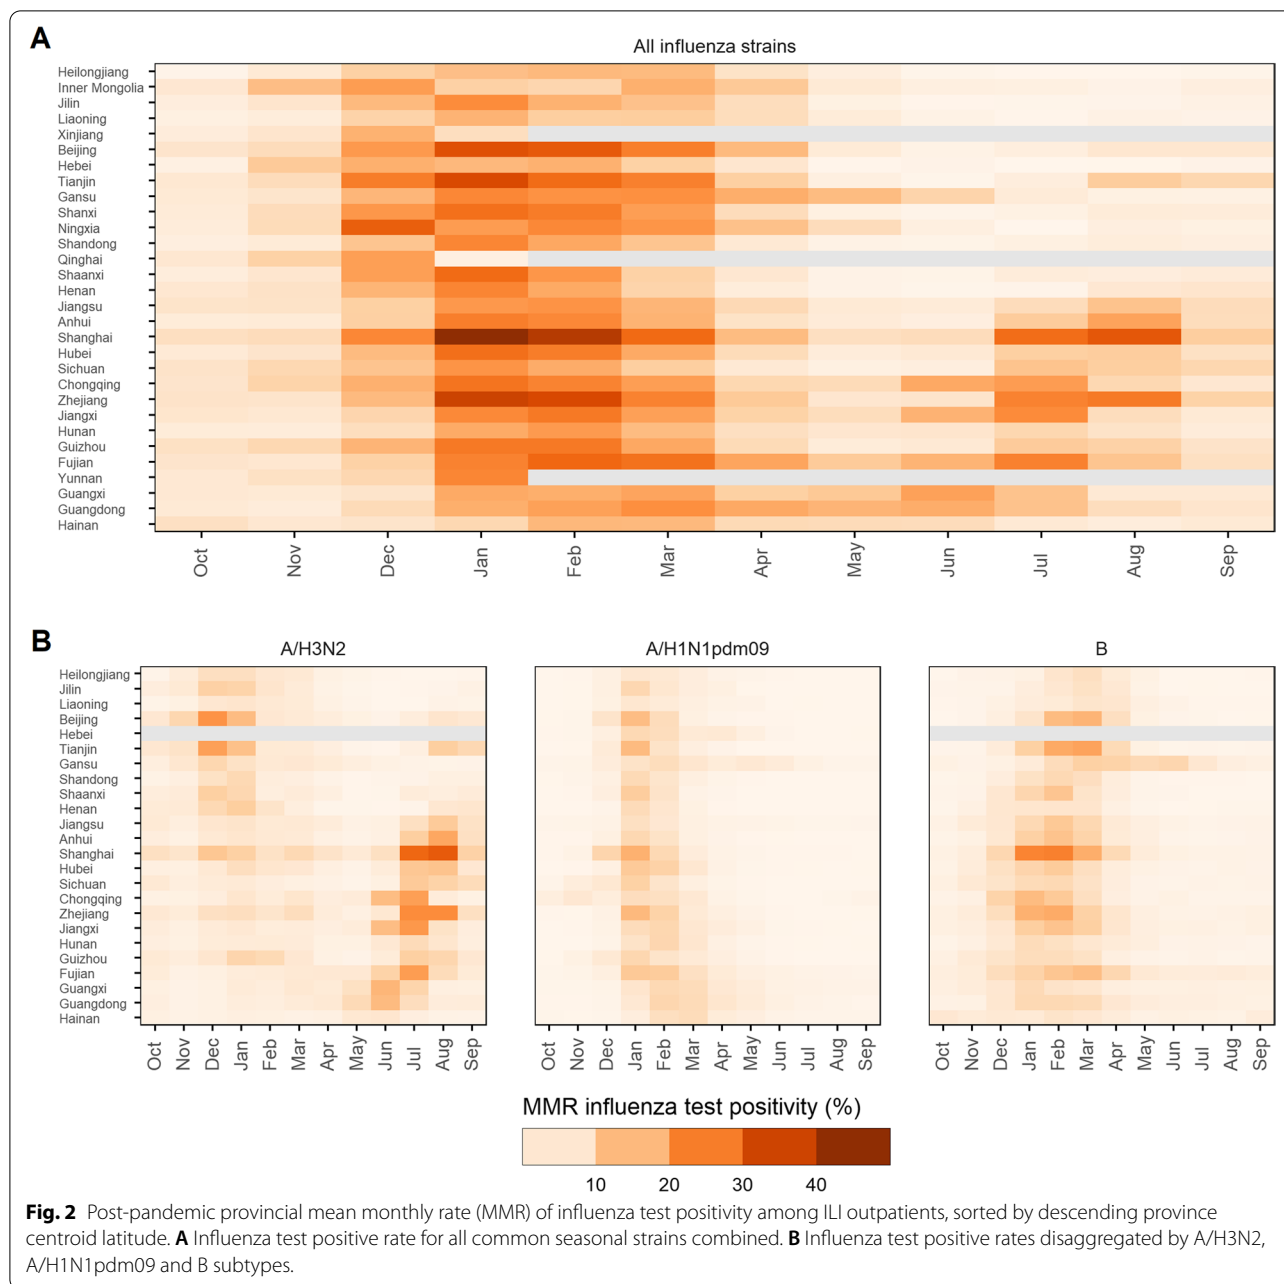 A
All influenza strains
Heilongjiang
Inner Mongolia
Jilin
Liaoning
Xinjiang
Beijing
Hebei
Tianjin
Gansu
Shanxi
Ningxia
Shandong
Qinghai
Shaanxi
Henan
Jiangsu
Anhui
Shanghai
Hubei
Sichuan
Chongqing
Zhejiang
Jiangxi
Hunan
Guizhou
Fujian
Yunnan
Guangxi
Guangdong
Hainan
Oct Nov Dec Jan Feb Mar Apr May Jun Jul Aug Sep
B
A/H3N2 A/H1N1pdm09 B
Heilongjiang
Jilin
Liaoning
Beijing
Hebei
Tianjin
Gansu
Shandong
Shaanxi
Henan
Jiangsu
Anhui
Shanghai
Hubei
Sichuan
Chongqing
Zhejiang
Jiangxi
Hunan
Guizhou
Fujian
Guangxi
Guangdong
Hainan
Oct Nov Dec Jan Feb Mar Apr May Jun Jul Aug Sep Oct Nov Dec Jan Feb Mar Apr May Jun Jul Aug Sep Oct Nov Dec Jan Feb Mar Apr May Jun Jul Aug Sep
MMR influenza test positivity (%)
10 20 30 40
Fig. 2 Post-pandemic provincial mean monthly rate (MMR) of influenza test positivity among ILI outpatients, sorted by descending province
centroid latitude. A Influenza test positive rate for all common seasonal strains combined. B Influenza test positive rates disaggregated by A/H3N2,
A/H1N1pdm09 and B subtypes.